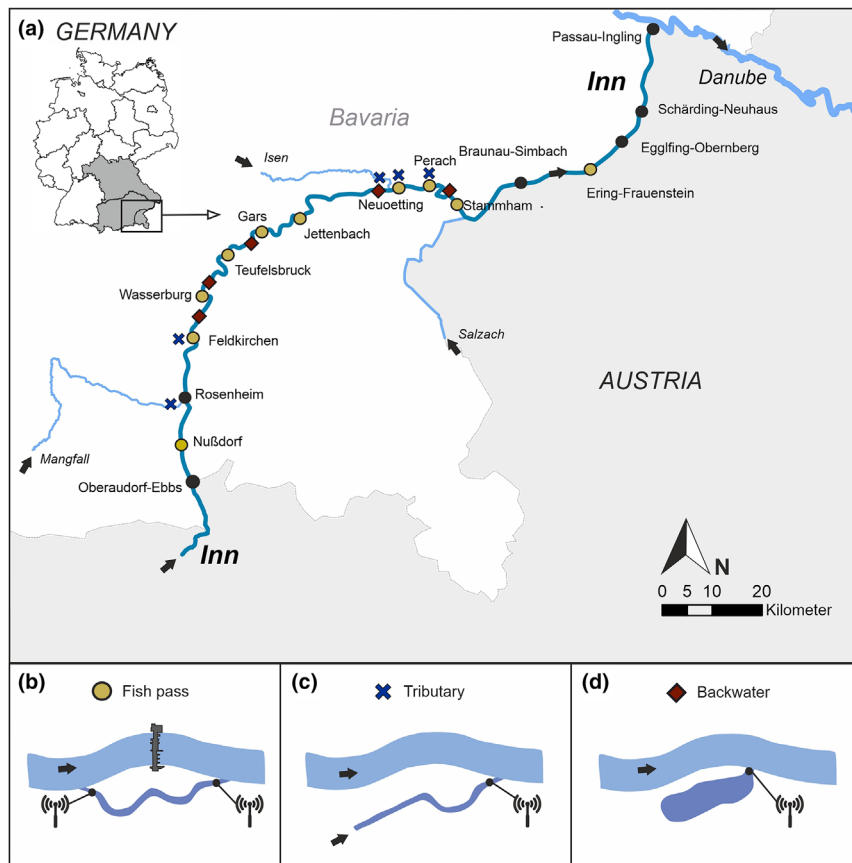 (a) GERMANY
Passau-Ingling
Inn
Danube
Bavaria
Schärding-Neuhaus
Isen
Perach
Braunau-Simbach
Egglfing-Obernberg
Neuoetting
Ering-Frauenstein
Stammham
Gars
Jettenbach
Teufelsbruck
Wasserburg
Feldkirchen
Salzach
AUSTRIA
Rosenheim
Nußdorf
Mangfall
Oberaudorf-Ebbs
Inn
N
0 5 10 20
Kilometer
(b) Fish pass
(c) Tributary
(d) Backwater